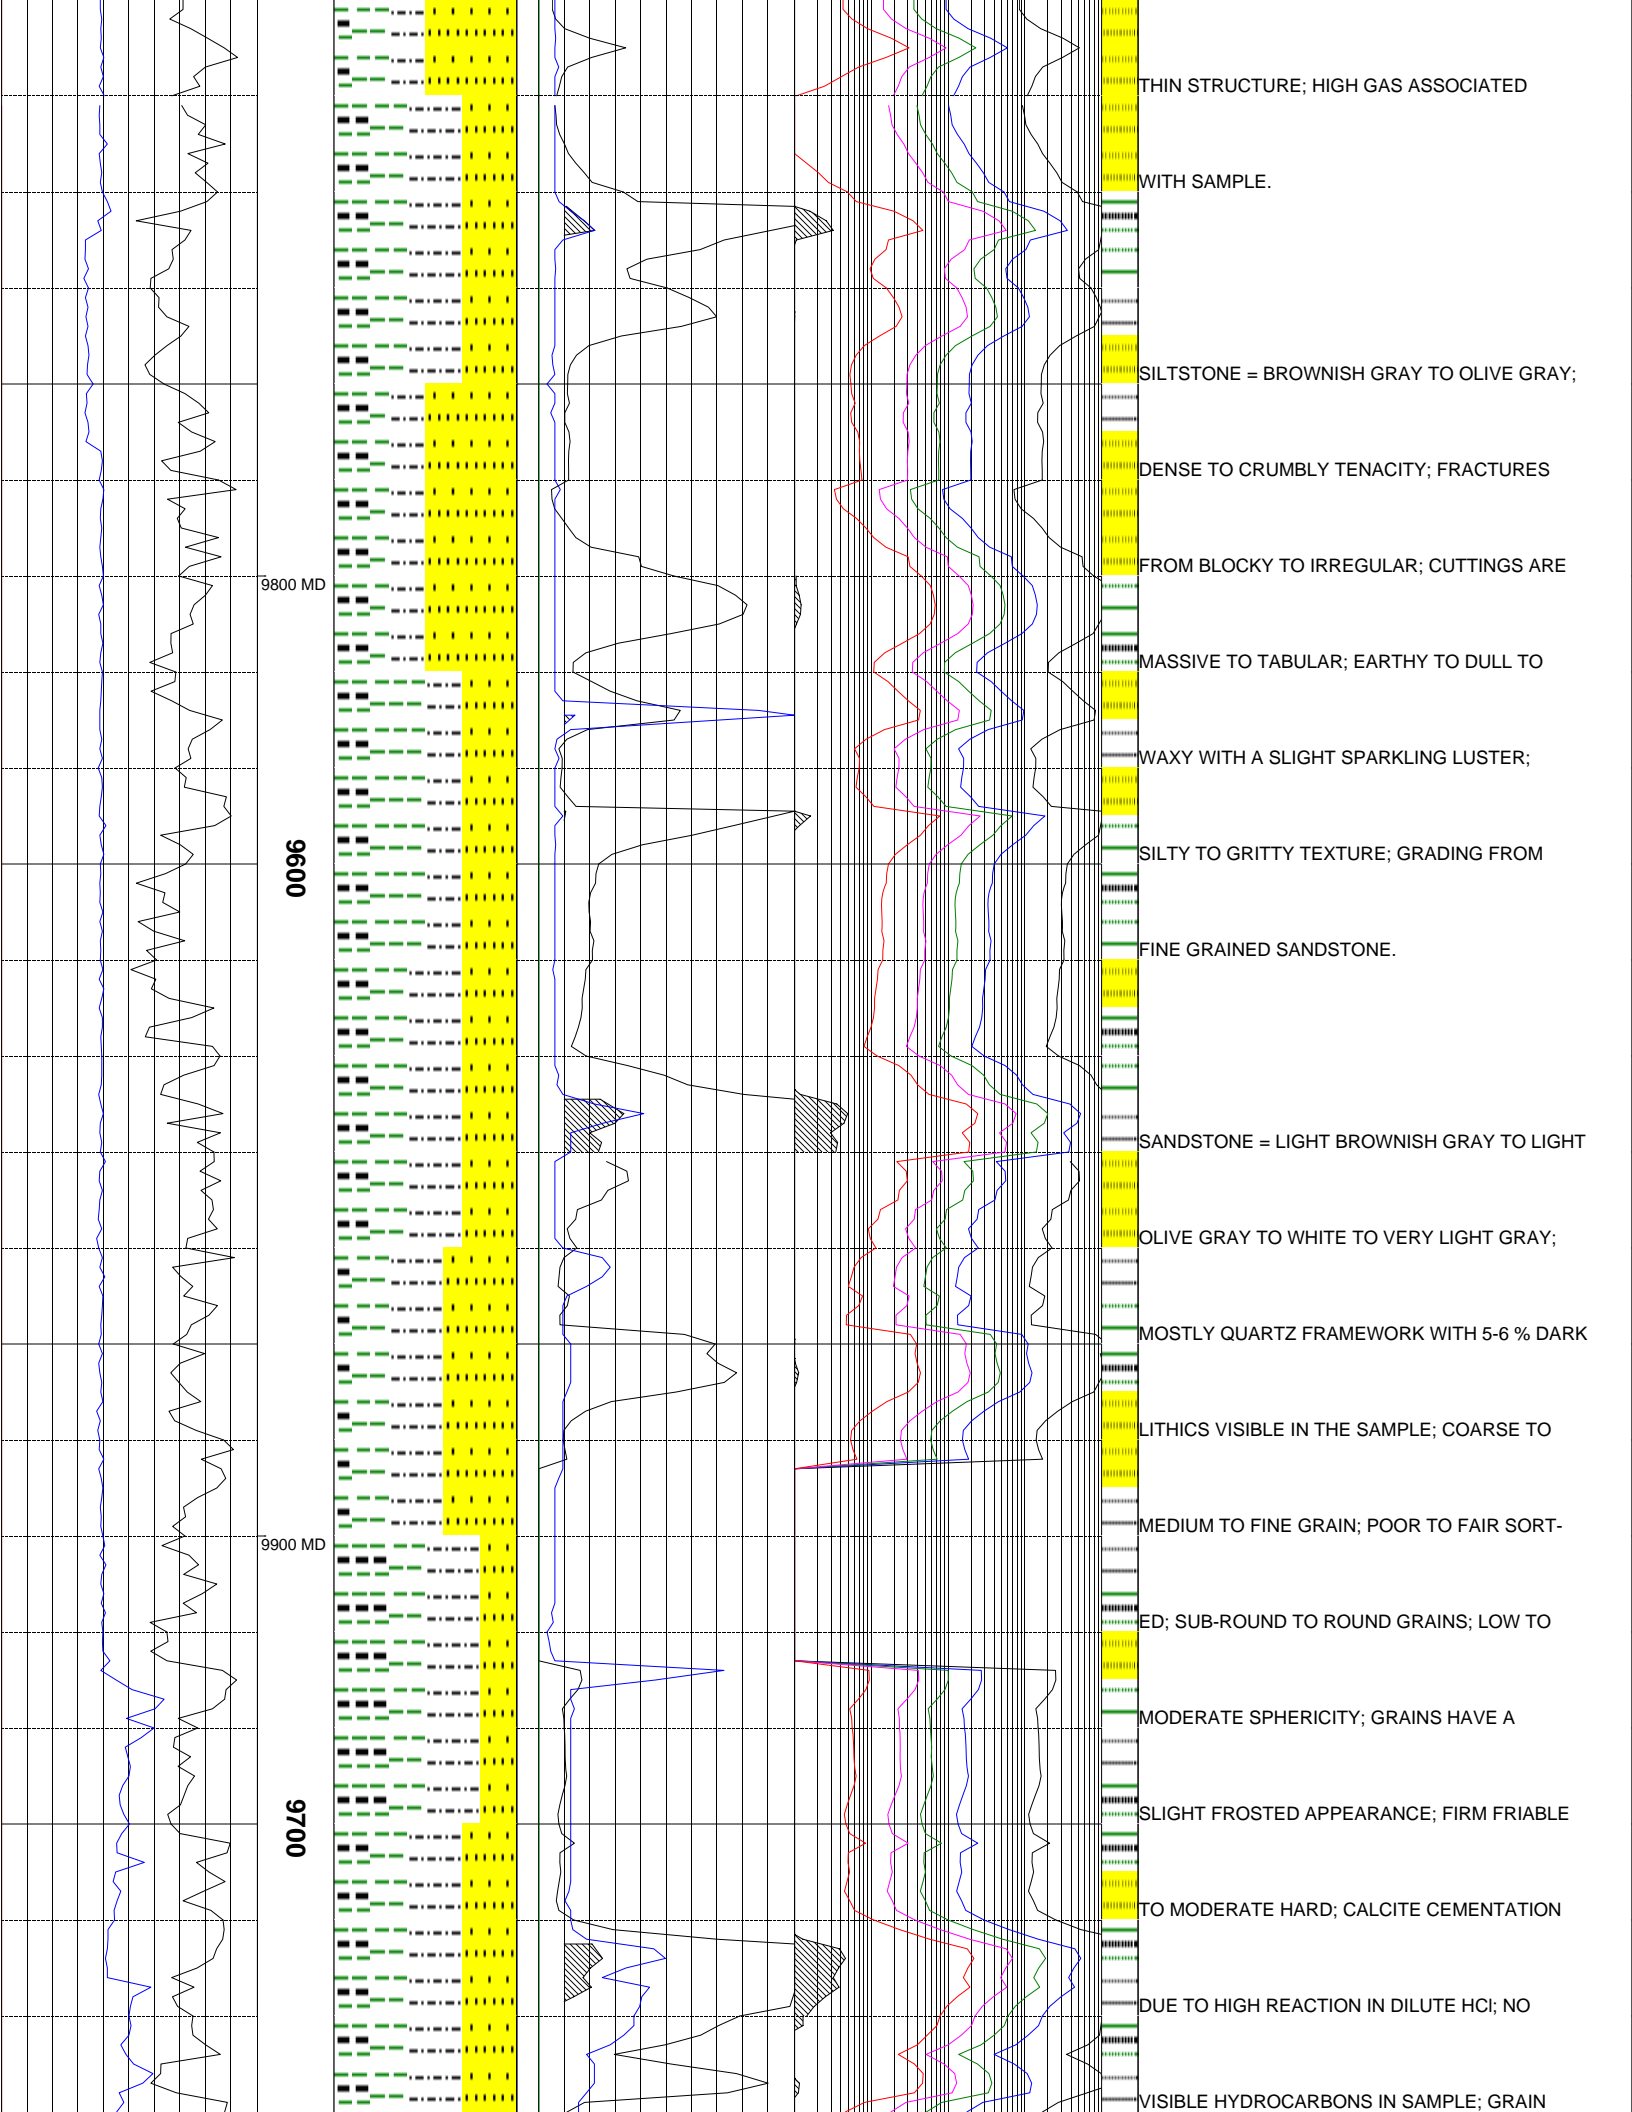 THIN STRUCTURE; HIGH GAS ASSOCIATED
WITH SAMPLE.
SILTSTONE = BROWNISH GRAY TO OLIVE GRAY;
DENSE TO CRUMBLY TENACITY; FRACTURES
FROM BLOCKY TO IRREGULAR; CUTTINGS ARE
9800 MD
MASSIVE TO TABULAR; EARTHY TO DULL TO
WAXY WITH A SLIGHT SPARKLING LUSTER;
SILTY TO GRITTY TEXTURE; GRADING FROM
9600
FINE GRAINED SANDSTONE.
SANDSTONE = LIGHT BROWNISH GRAY TO LIGHT
OLIVE GRAY TO WHITE TO VERY LIGHT GRAY;
MOSTLY QUARTZ FRAMEWORK WITH 5-6 % DARK
LITHICS VISIBLE IN THE SAMPLE; COARSE TO
MEDIUM TO FINE GRAIN; POOR TO FAIR SORT-
9900 MD
ED; SUB-ROUND TO ROUND GRAINS; LOW TO
MODERATE SPHERICITY; GRAINS HAVE A
SLIGHT FROSTED APPEARANCE; FIRM FRIABLE
9700
TO MODERATE HARD; CALCITE CEMENTATION
DUE TO HIGH REACTION IN DILUTE HCl; NO
VISIBLE HYDROCARBONS IN SAMPLE; GRAIN